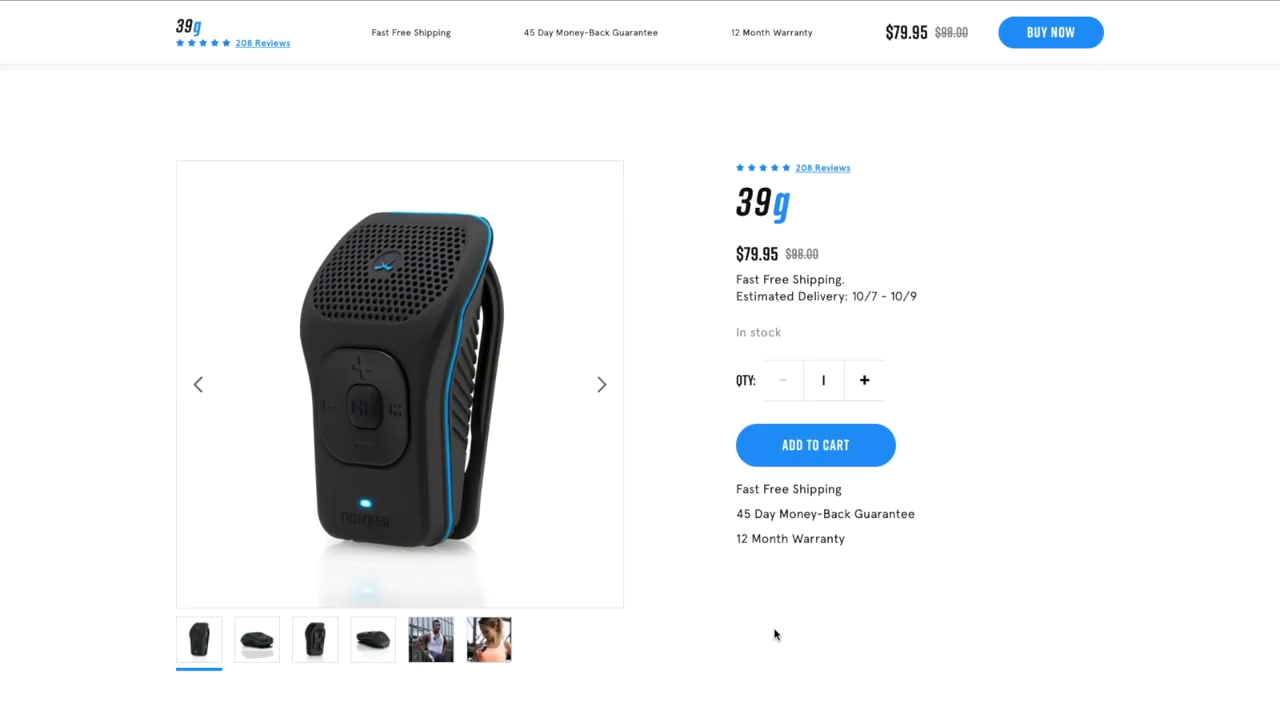 39g
208 Reviews
Fast Free Shipping
45 Day Money-Back Guarantee
12 Month Warranty
$79.95 $98.00
BUY NOW
208 Reviews
39g
$79.95 $98.00
Fast Free Shipping.
Estimated Delivery: 10/7 - 10/9
In stock
QTY: - 1 +
ADD TO CART
Fast Free Shipping
45 Day Money-Back Guarantee
12 Month Warranty
noxgear